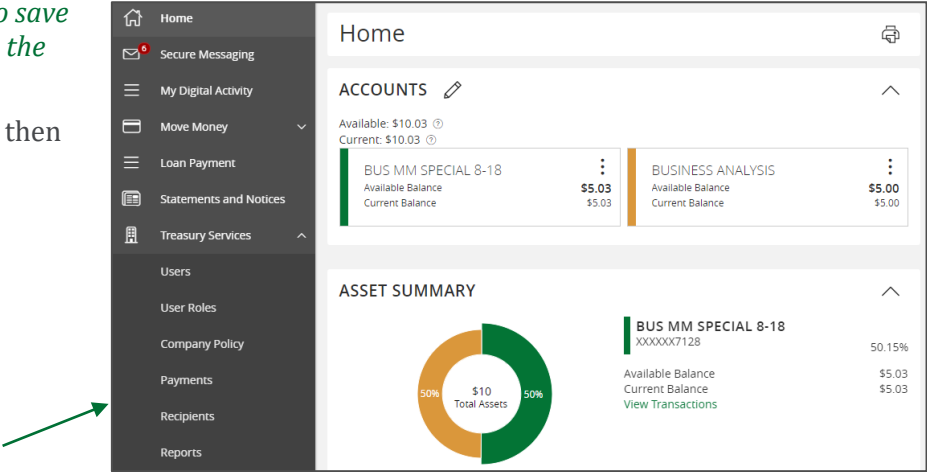 o save
the
then
Home
6
Secure Messaging
My Digital Activity
Move Money
Loan Payment
Statements and Notices
Treasury Services
Users
User Roles
Company Policy
Payments
Recipients
Reports
Home
ACCOUNTS
Available: $10.03 ?
Current: $10.03 ?
BUS MM SPECIAL 8-18
Available Balance $5.03
Current Balance $5.03
BUSINESS ANALYSIS
Available Balance $5.00
Current Balance $5.00
ASSET SUMMARY
50%
$10
Total Assets
50%
BUS MM SPECIAL 8-18
XXXXXX7128
50.15%
Available Balance $5.03
Current Balance $5.03
View Transactions